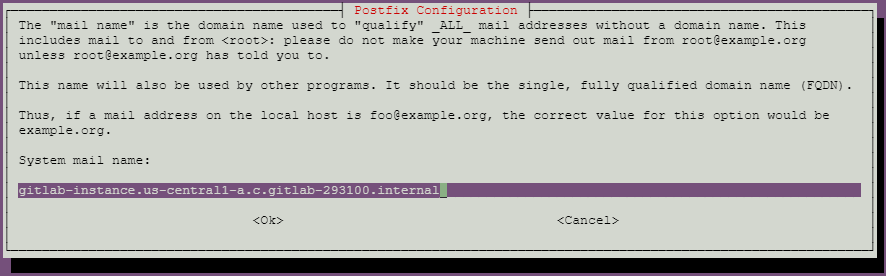 Postfix Configuration
The "mail name" is the domain name used to "qualify" _ALL_ mail addresses without a domain name. This
includes mail to and from <root>: please do not make your machine send out mail from root@example.org
unless root@example.org has told you to.
This name will also be used by other programs. It should be the single, fully qualified domain name (FQDN).
Thus, if a mail address on the local host is foo@example.org, the correct value for this option would be
example.org.
System mail name:
gitlab-instance.us-central1-a.c.gitlab-293100.internal
<Ok> <Cancel>